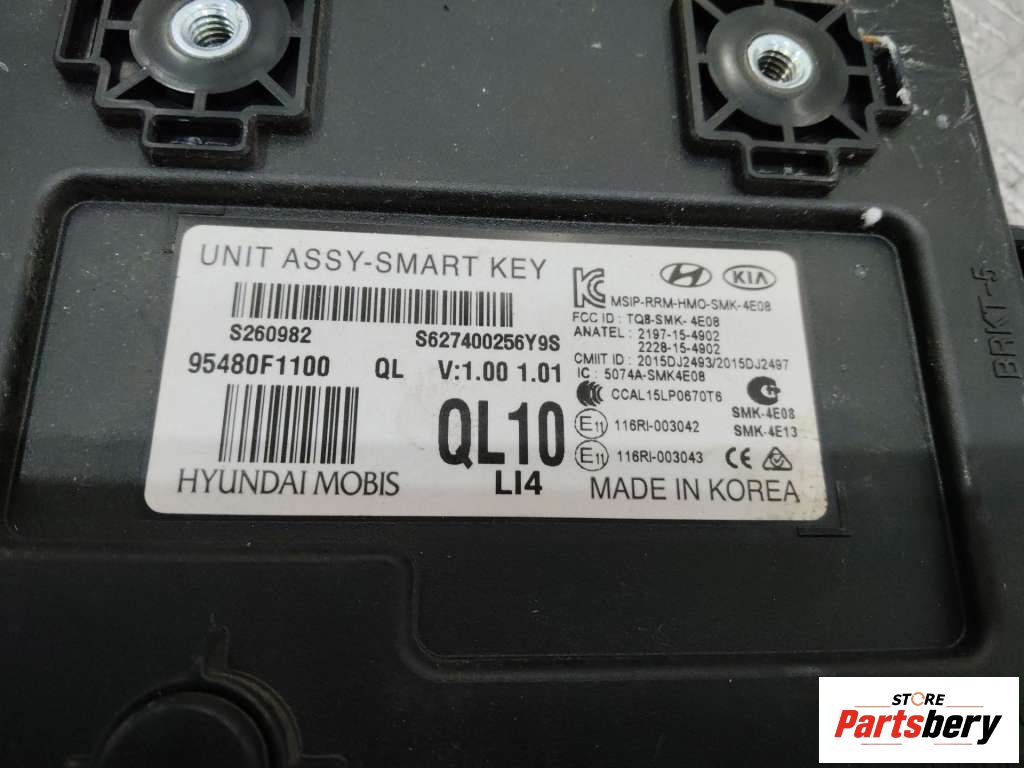 UNIT ASSY-SMART KEY
S260982 S627400256Y9S
95480F1100 QL V:1.00 1.01
HYUNDAI MOBIS
QL10
LI4
KIA
MSIP-RRM-HMO-SMK-4E08
FCC ID : TQ8-SMK- 4E08
ANATEL : 2197-15-4902
2228-15-4902
CMIIT ID : 2015DJ2493/2015DJ2497
IC : 5074A-SMK4E08
CCAL15LP0670T6
E11 116RI-003042
SMK-4E08
SMK-4E13
E11 116RI-003043 CE
MADE IN KOREA
BRKT-5
STORE
Partsbery